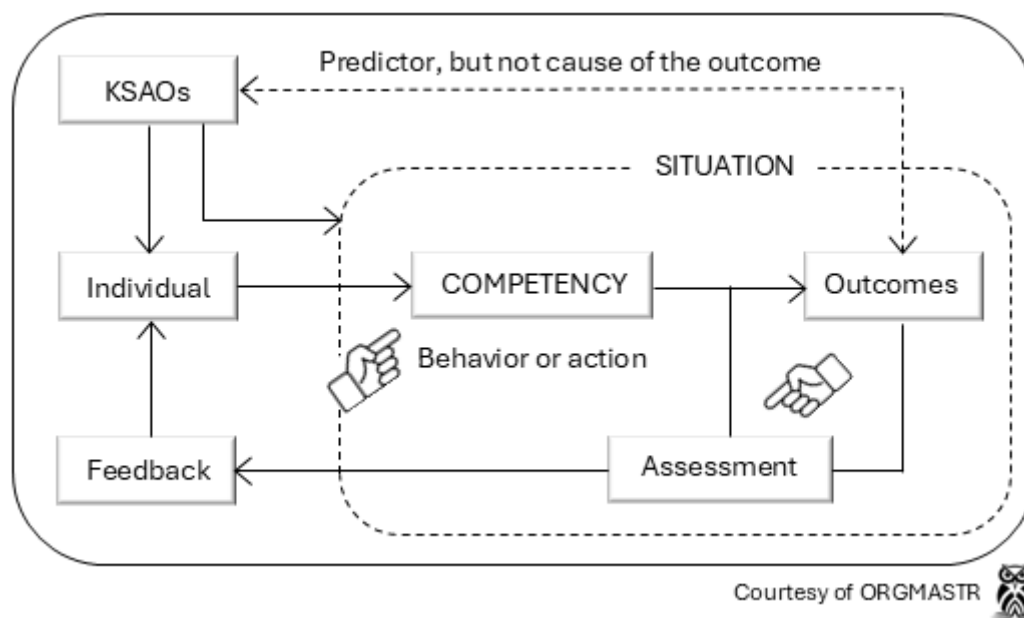 Predictor, but not cause of the outcome
KSAOs
SITUATION
Individual
COMPETENCY
Outcomes
Behavior or action
Feedback
Assessment
Courtesy of ORGMASTR